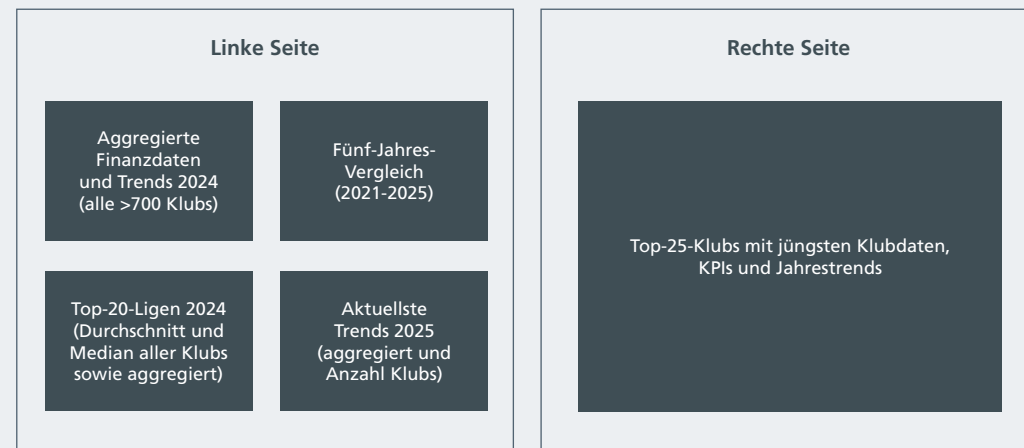 Linke Seite
Aggregierte
Finanzdaten
und Trends 2024
(alle >700 Klubs)
Fünf-Jahres-
Vergleich
(2021-2025)
Top-20-Ligen 2024
(Durchschnitt und
Median aller Klubs
sowie aggregiert)
Aktuellste
Trends 2025
(aggregiert und
Anzahl Klubs)
Rechte Seite
Top-25-Klubs mit jüngsten Klubdaten,
KPIs und Jahrestrends